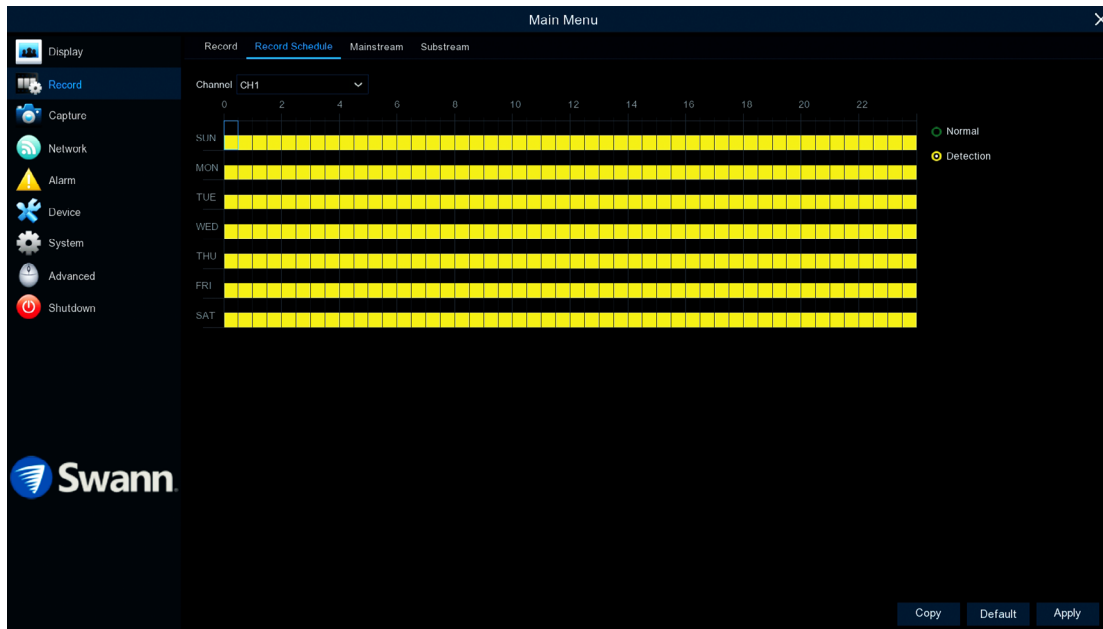 Main Menu
Display
Record
Capture
Network
Alarm
Device
System
Advanced
Shutdown
Swann
Record Record Schedule Mainstream Substream
Channel CH1
0 2 4 6 8 10 12 14 16 18 20 22
SUN
MON
TUE
WED
THU
FRI
SAT
Normal
Detection
Copy Default Apply